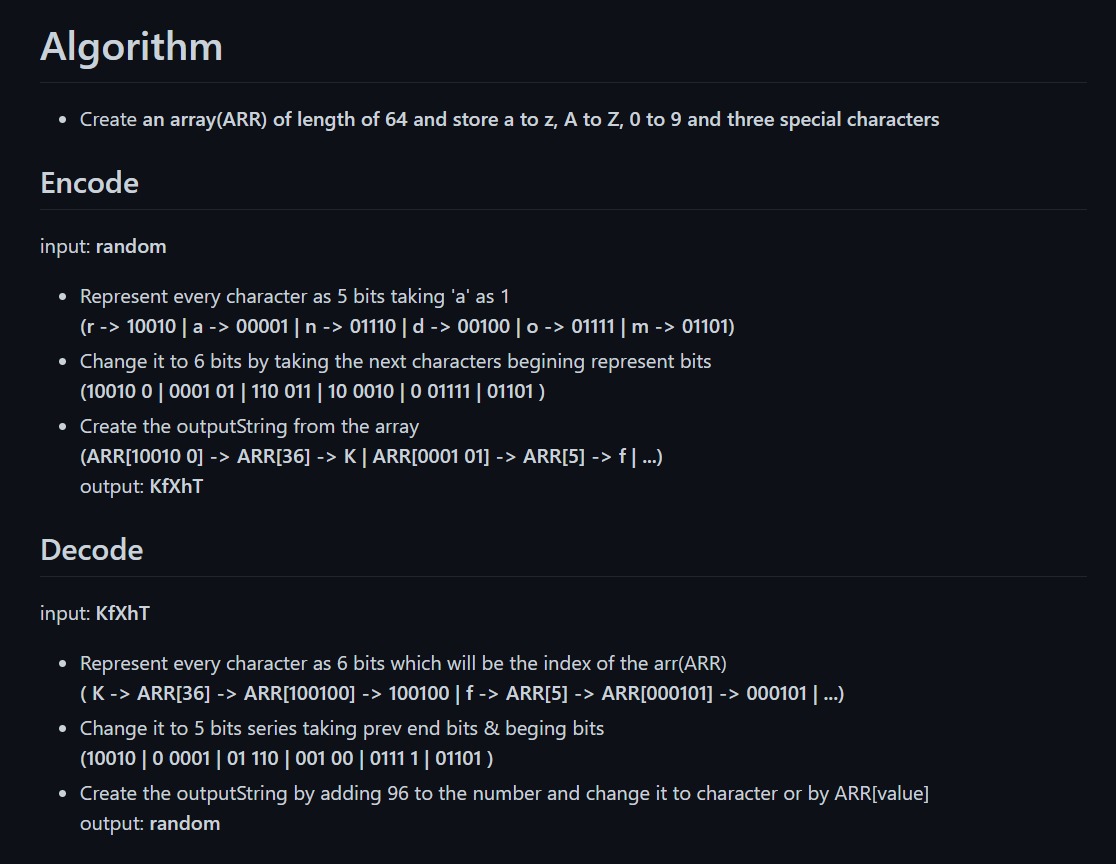 Algorithm
• Create an array(ARR) of length of 64 and store a to z, A to Z, 0 to 9 and three special characters
Encode
input: random
• Represent every character as 5 bits taking 'a' as 1
(r -> 10010 | a -> 00001 | n -> 01110 | d -> 00100 | o -> 01111 | m -> 01101)
• Change it to 6 bits by taking the next characters begining represent bits
(10010 0 | 0001 01 | 110 011 | 10 0010 | 0 01111 | 01101 )
• Create the outputString from the array
(ARR[10010 0] -> ARR[36] -> K | ARR[0001 01] -> ARR[5] -> f | ...)
output: KfXhT
Decode
input: KfXhT
• Represent every character as 6 bits which will be the index of the arr(ARR)
( K -> ARR[36] -> ARR[100100] -> 100100 | f -> ARR[5] -> ARR[000101] -> 000101 | ...)
• Change it to 5 bits series taking prev end bits & beging bits
(10010 | 0 0001 | 01 110 | 001 00 | 0111 1 | 01101 )
• Create the outputString by adding 96 to the number and change it to character or by ARR[value]
output: random